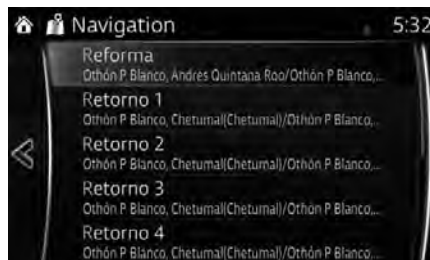 Navigation 5:32
Reforma
Othón P Blanco, Andres Quintana Roo/Othón P Blanco,...
Retorno 1
Othón P Blanco, Chetumal(Chetumal)/Othón P Blanco,...
Retorno 2
Othón P Blanco, Chetumal(Chetumal)/Othón P Blanco,...
Retorno 3
Othón P Blanco, Chetumal(Chetumal)/Othón P Blanco,...
Retorno 4
Othón P Blanco, Chetumal(Chetumal)/Othón P Blanco,...